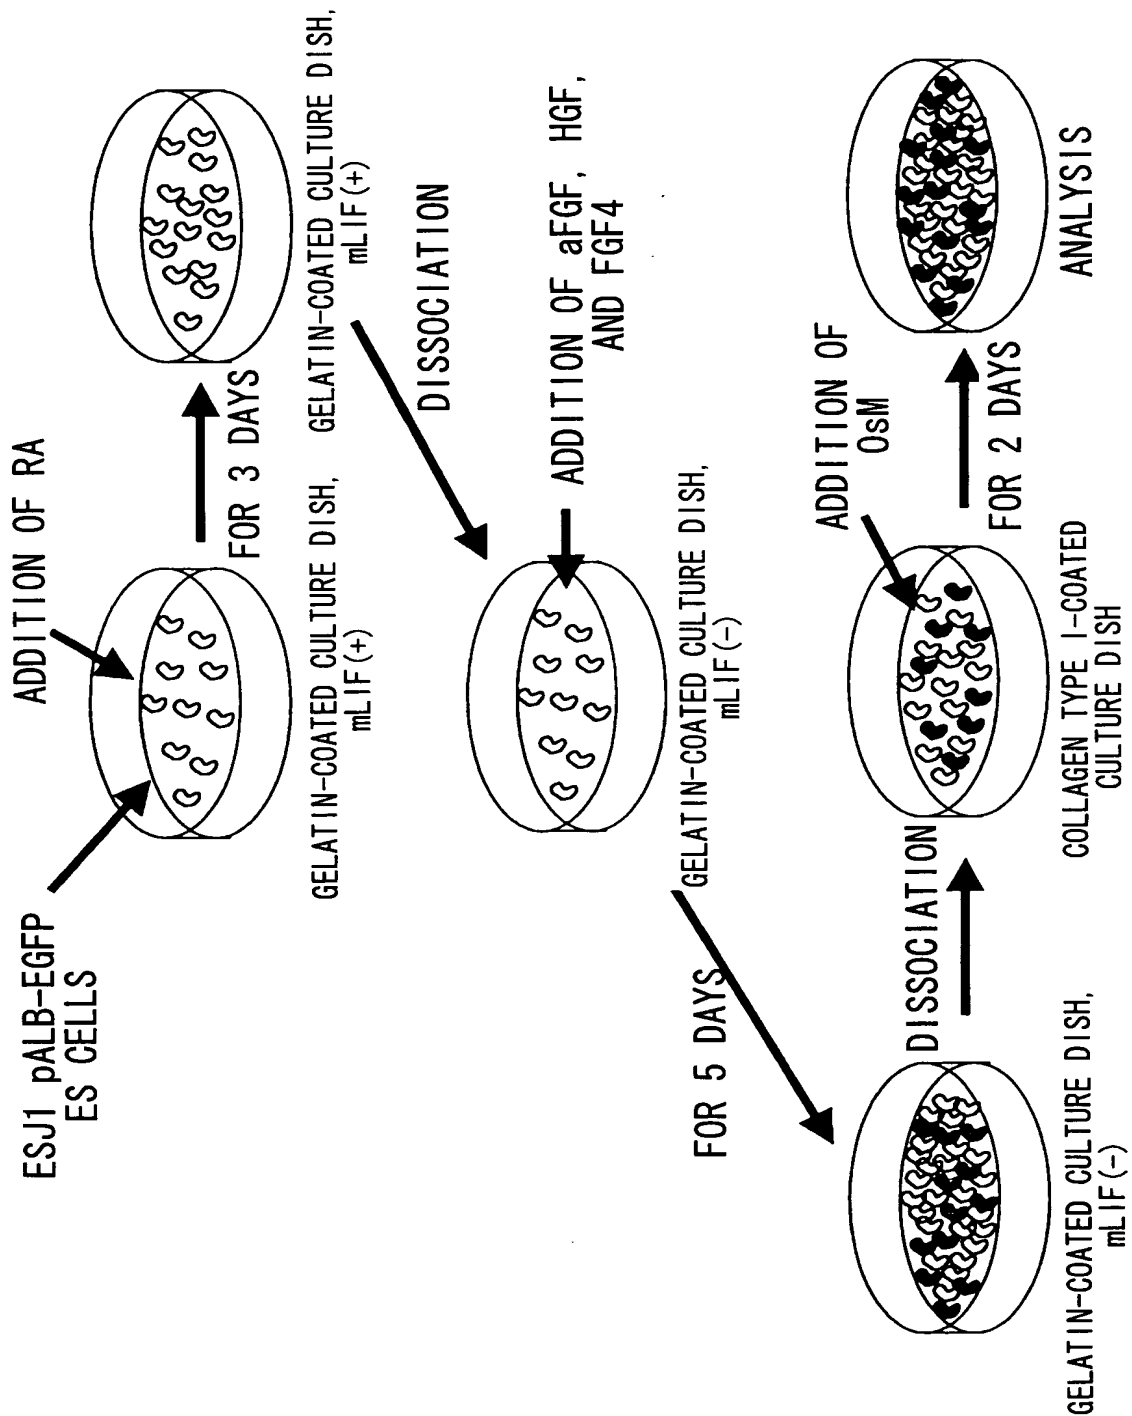 ESJ1 pALB-EGFP
ES CELLS
ADDITION OF RA
FOR 3 DAYS
GELATIN-COATED CULTURE DISH,
mLIF(+)
GELATIN-COATED CULTURE DISH,
mLIF(+)
DISSOCIATION
ADDITION OF aFGF, HGF,
AND FGF4
GELATIN-COATED CULTURE DISH,
mLIF(-)
FOR 5 DAYS
GELATIN-COATED CULTURE DISH,
mLIF(-)
DISSOCIATION
COLLAGEN TYPE I-COATED
CULTURE DISH
ADDITION OF
OsM
FOR 2 DAYS
ANALYSIS